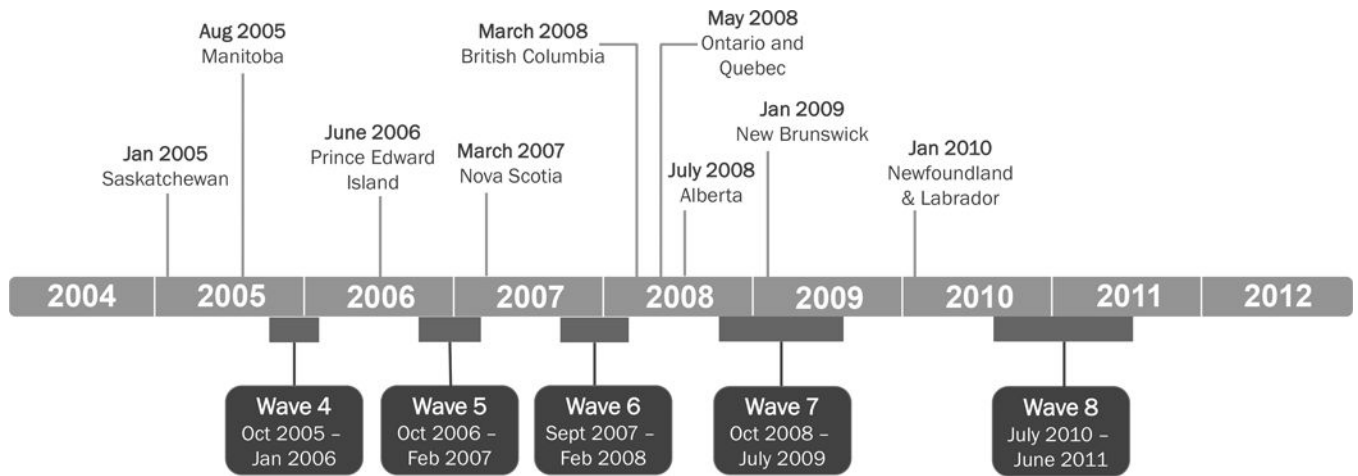 Aug 2005
Manitoba
March 2008
British Columbia
May 2008
Ontario and
Quebec
Jan 2005
Saskatchewan
June 2006
Prince Edward
Island
March 2007
Nova Scotia
July 2008
Alberta
Jan 2009
New Brunswick
Jan 2010
Newfoundland
& Labrador
2004 2005 2006 2007 2008 2009 2010 2011 2012
Wave 4
Oct 2005 –
Jan 2006
Wave 5
Oct 2006 –
Feb 2007
Wave 6
Sept 2007 –
Feb 2008
Wave 7
Oct 2008 –
July 2009
Wave 8
July 2010 –
June 2011